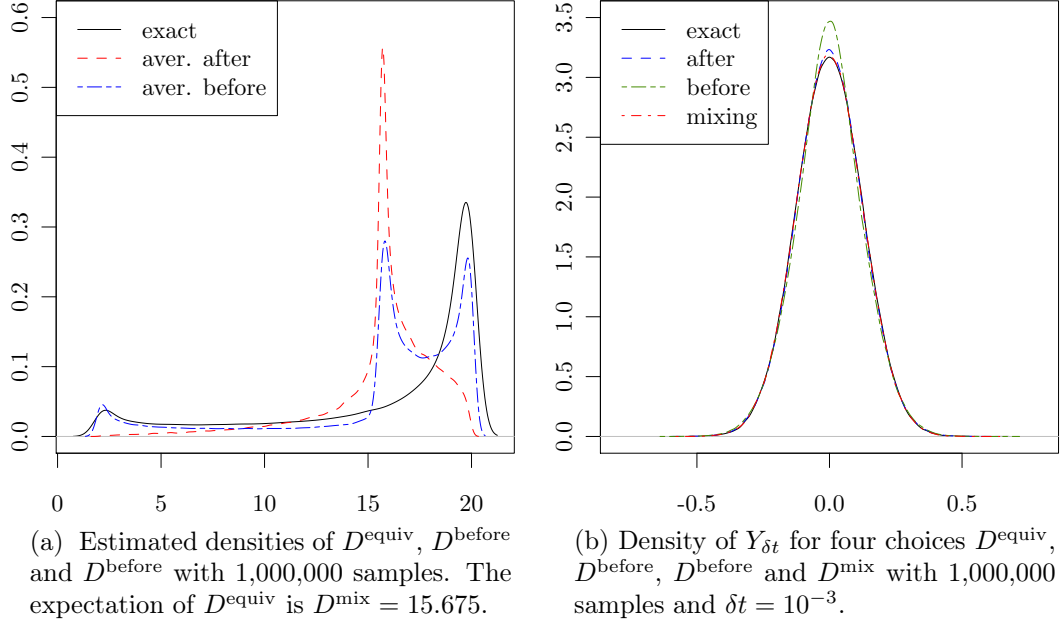 0.6
0.5
0.4
0.3
0.2
0.1
0.0
exact
aver. after
aver. before
0
5
10
15
20
(a) Estimated densities of D^equiv, D^before
and D^before with 1,000,000 samples. The
expectation of D^equiv is D^mix = 15.675.
3.5
3.0
2.5
2.0
1.5
1.0
0.5
0.0
exact
after
before
mixing
-0.5
0.0
0.5
(b) Density of Y_δt for four choices D^equiv,
D^before, D^before and D^mix with 1,000,000
samples and δt = 10^−3.